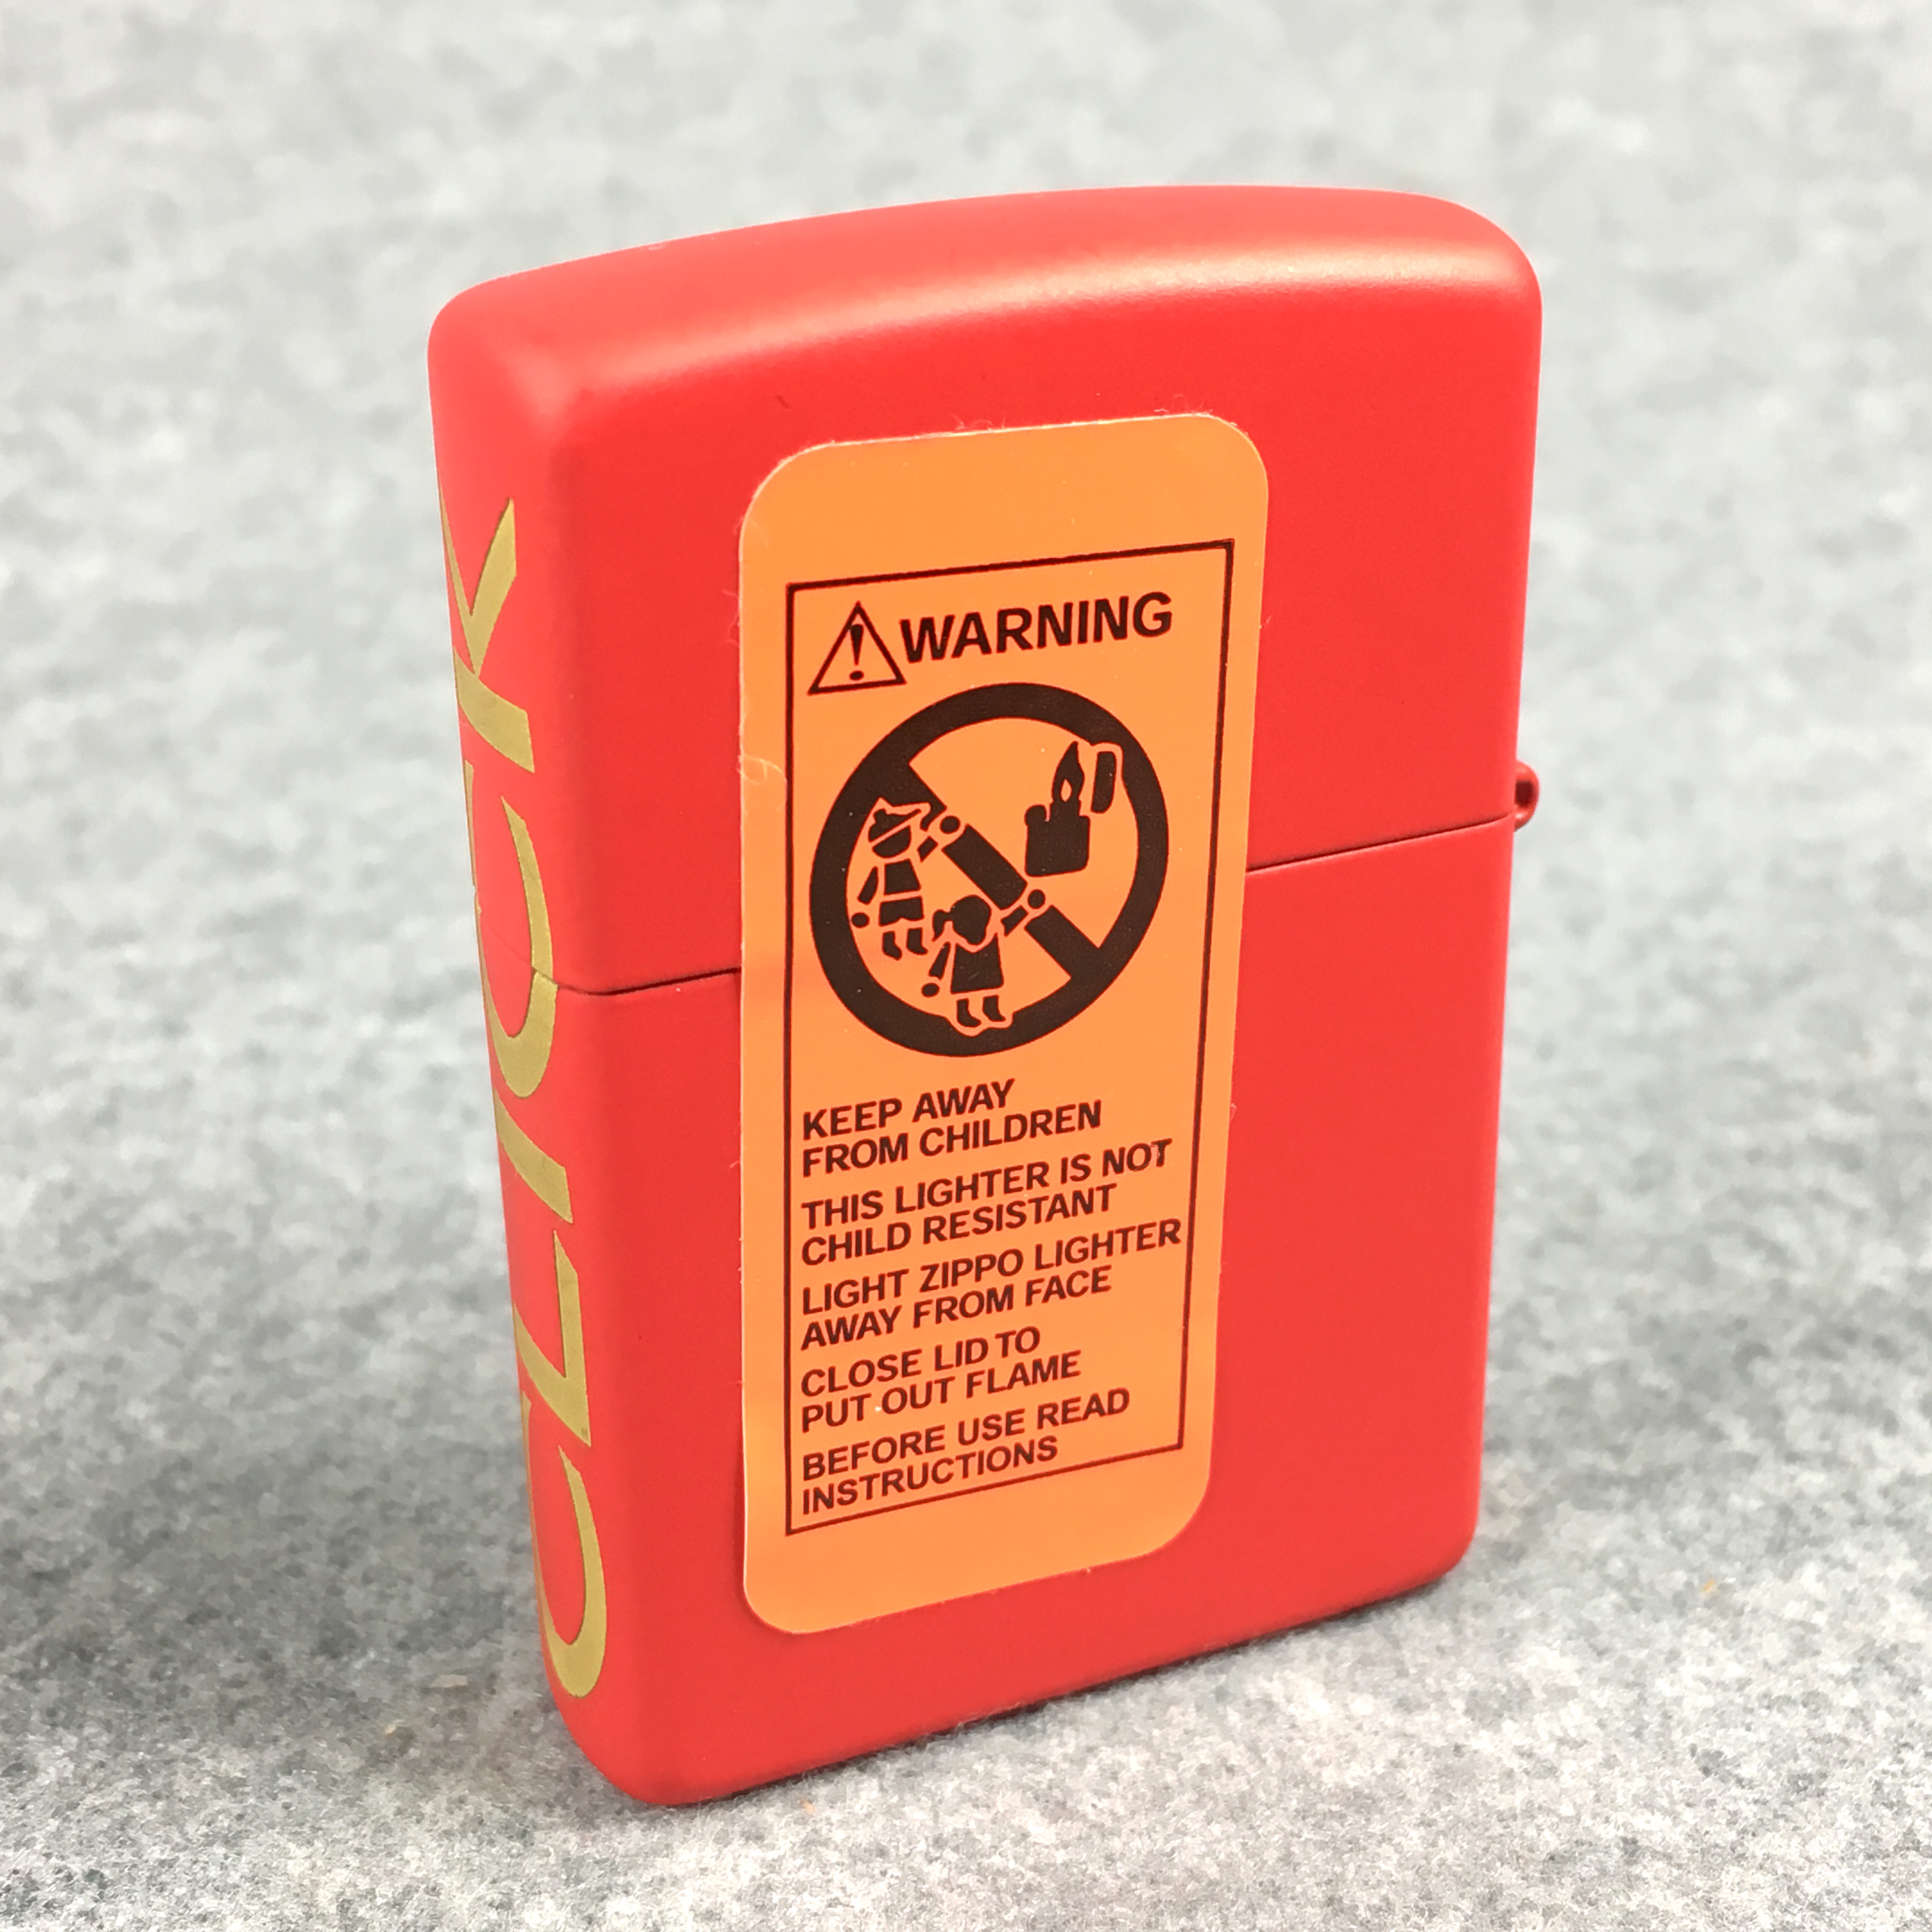 CLICK
WARNING
KEEP AWAY
FROM CHILDREN
THIS LIGHTER IS NOT
CHILD RESISTANT
LIGHT ZIPPO LIGHTER
AWAY FROM FACE
CLOSE LID TO
PUT OUT FLAME
BEFORE USE READ
INSTRUCTIONS